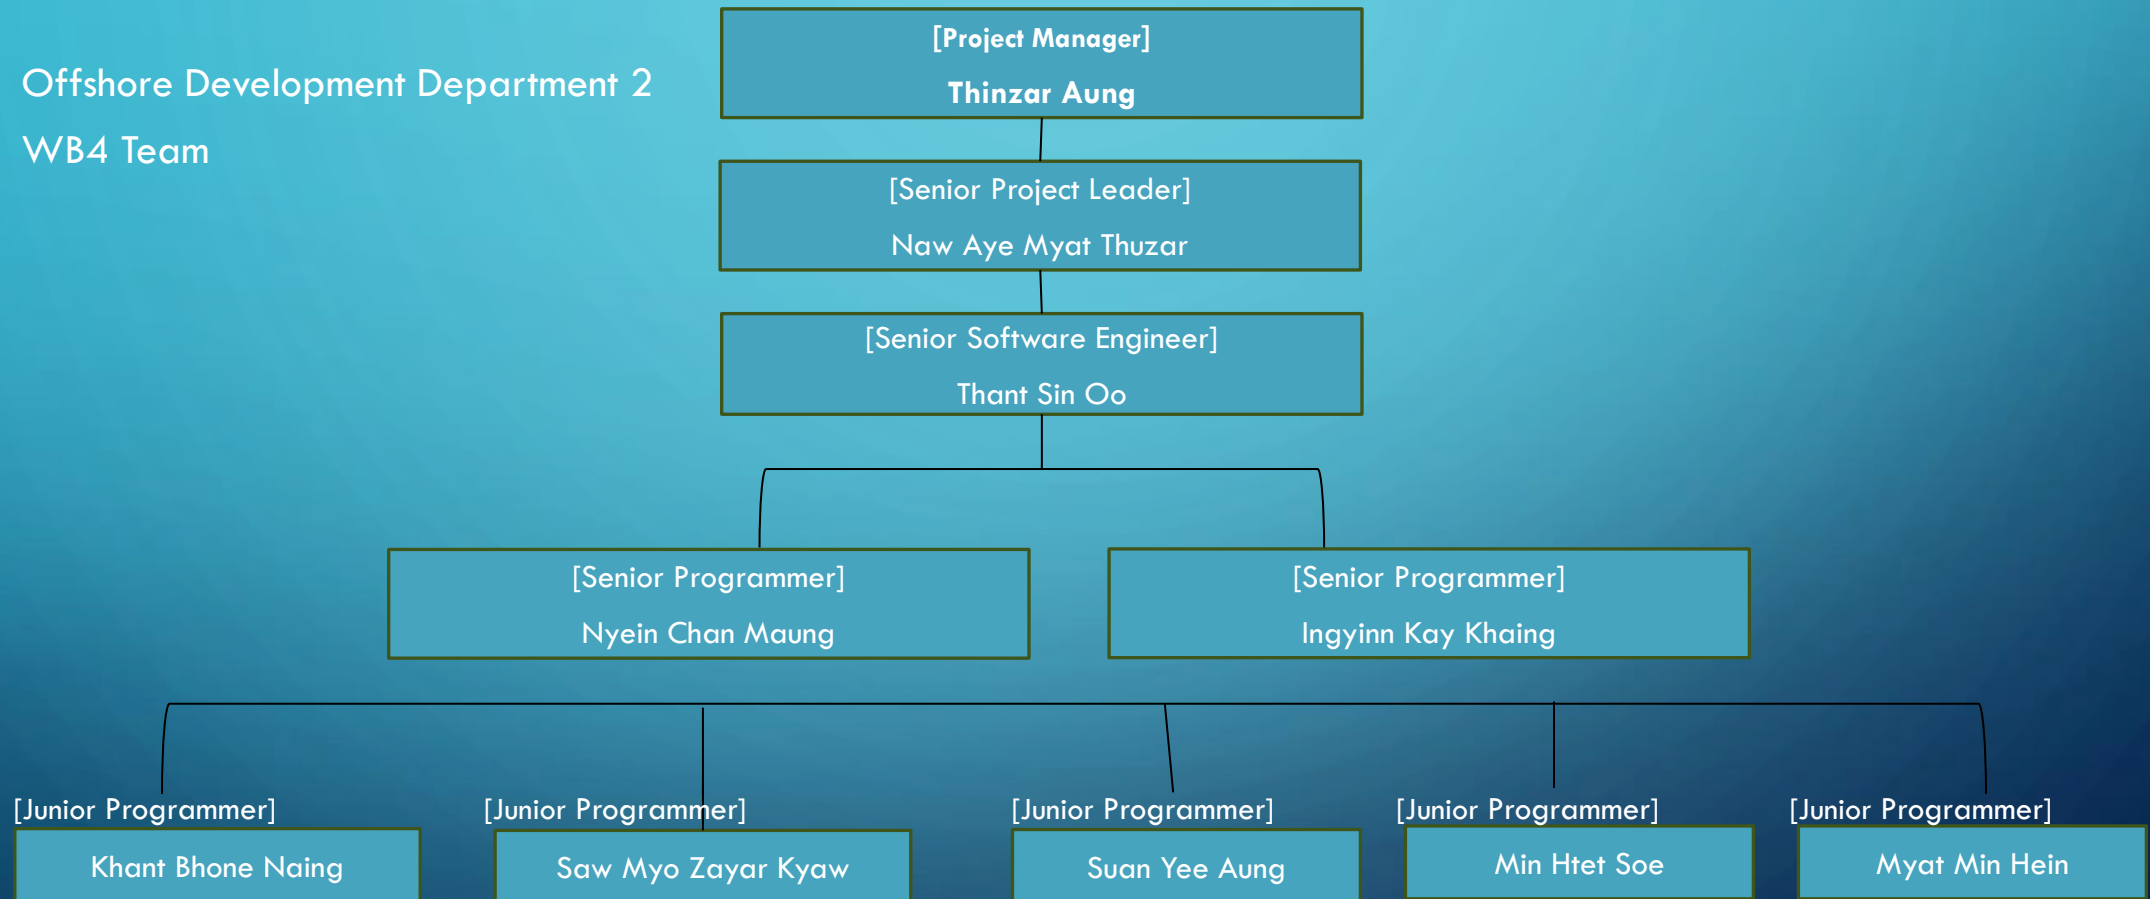 Offshore Development Department 2
WB4 Team
[Project Manager]
Thinzar Aung
[Senior Project Leader]
Naw Aye Myat Thuzar
[Senior Software Engineer]
Thant Sin Oo
[Senior Programmer]
Nyein Chan Maung
[Senior Programmer]
Ingyinn Kay Khaing
[Junior Programmer]
Khant Bhone Naing
[Junior Programmer]
Saw Myo Zayar Kyaw
[Junior Programmer]
Suan Yee Aung
[Junior Programmer]
Min Htet Soe
[Junior Programmer]
Myat Min Hein